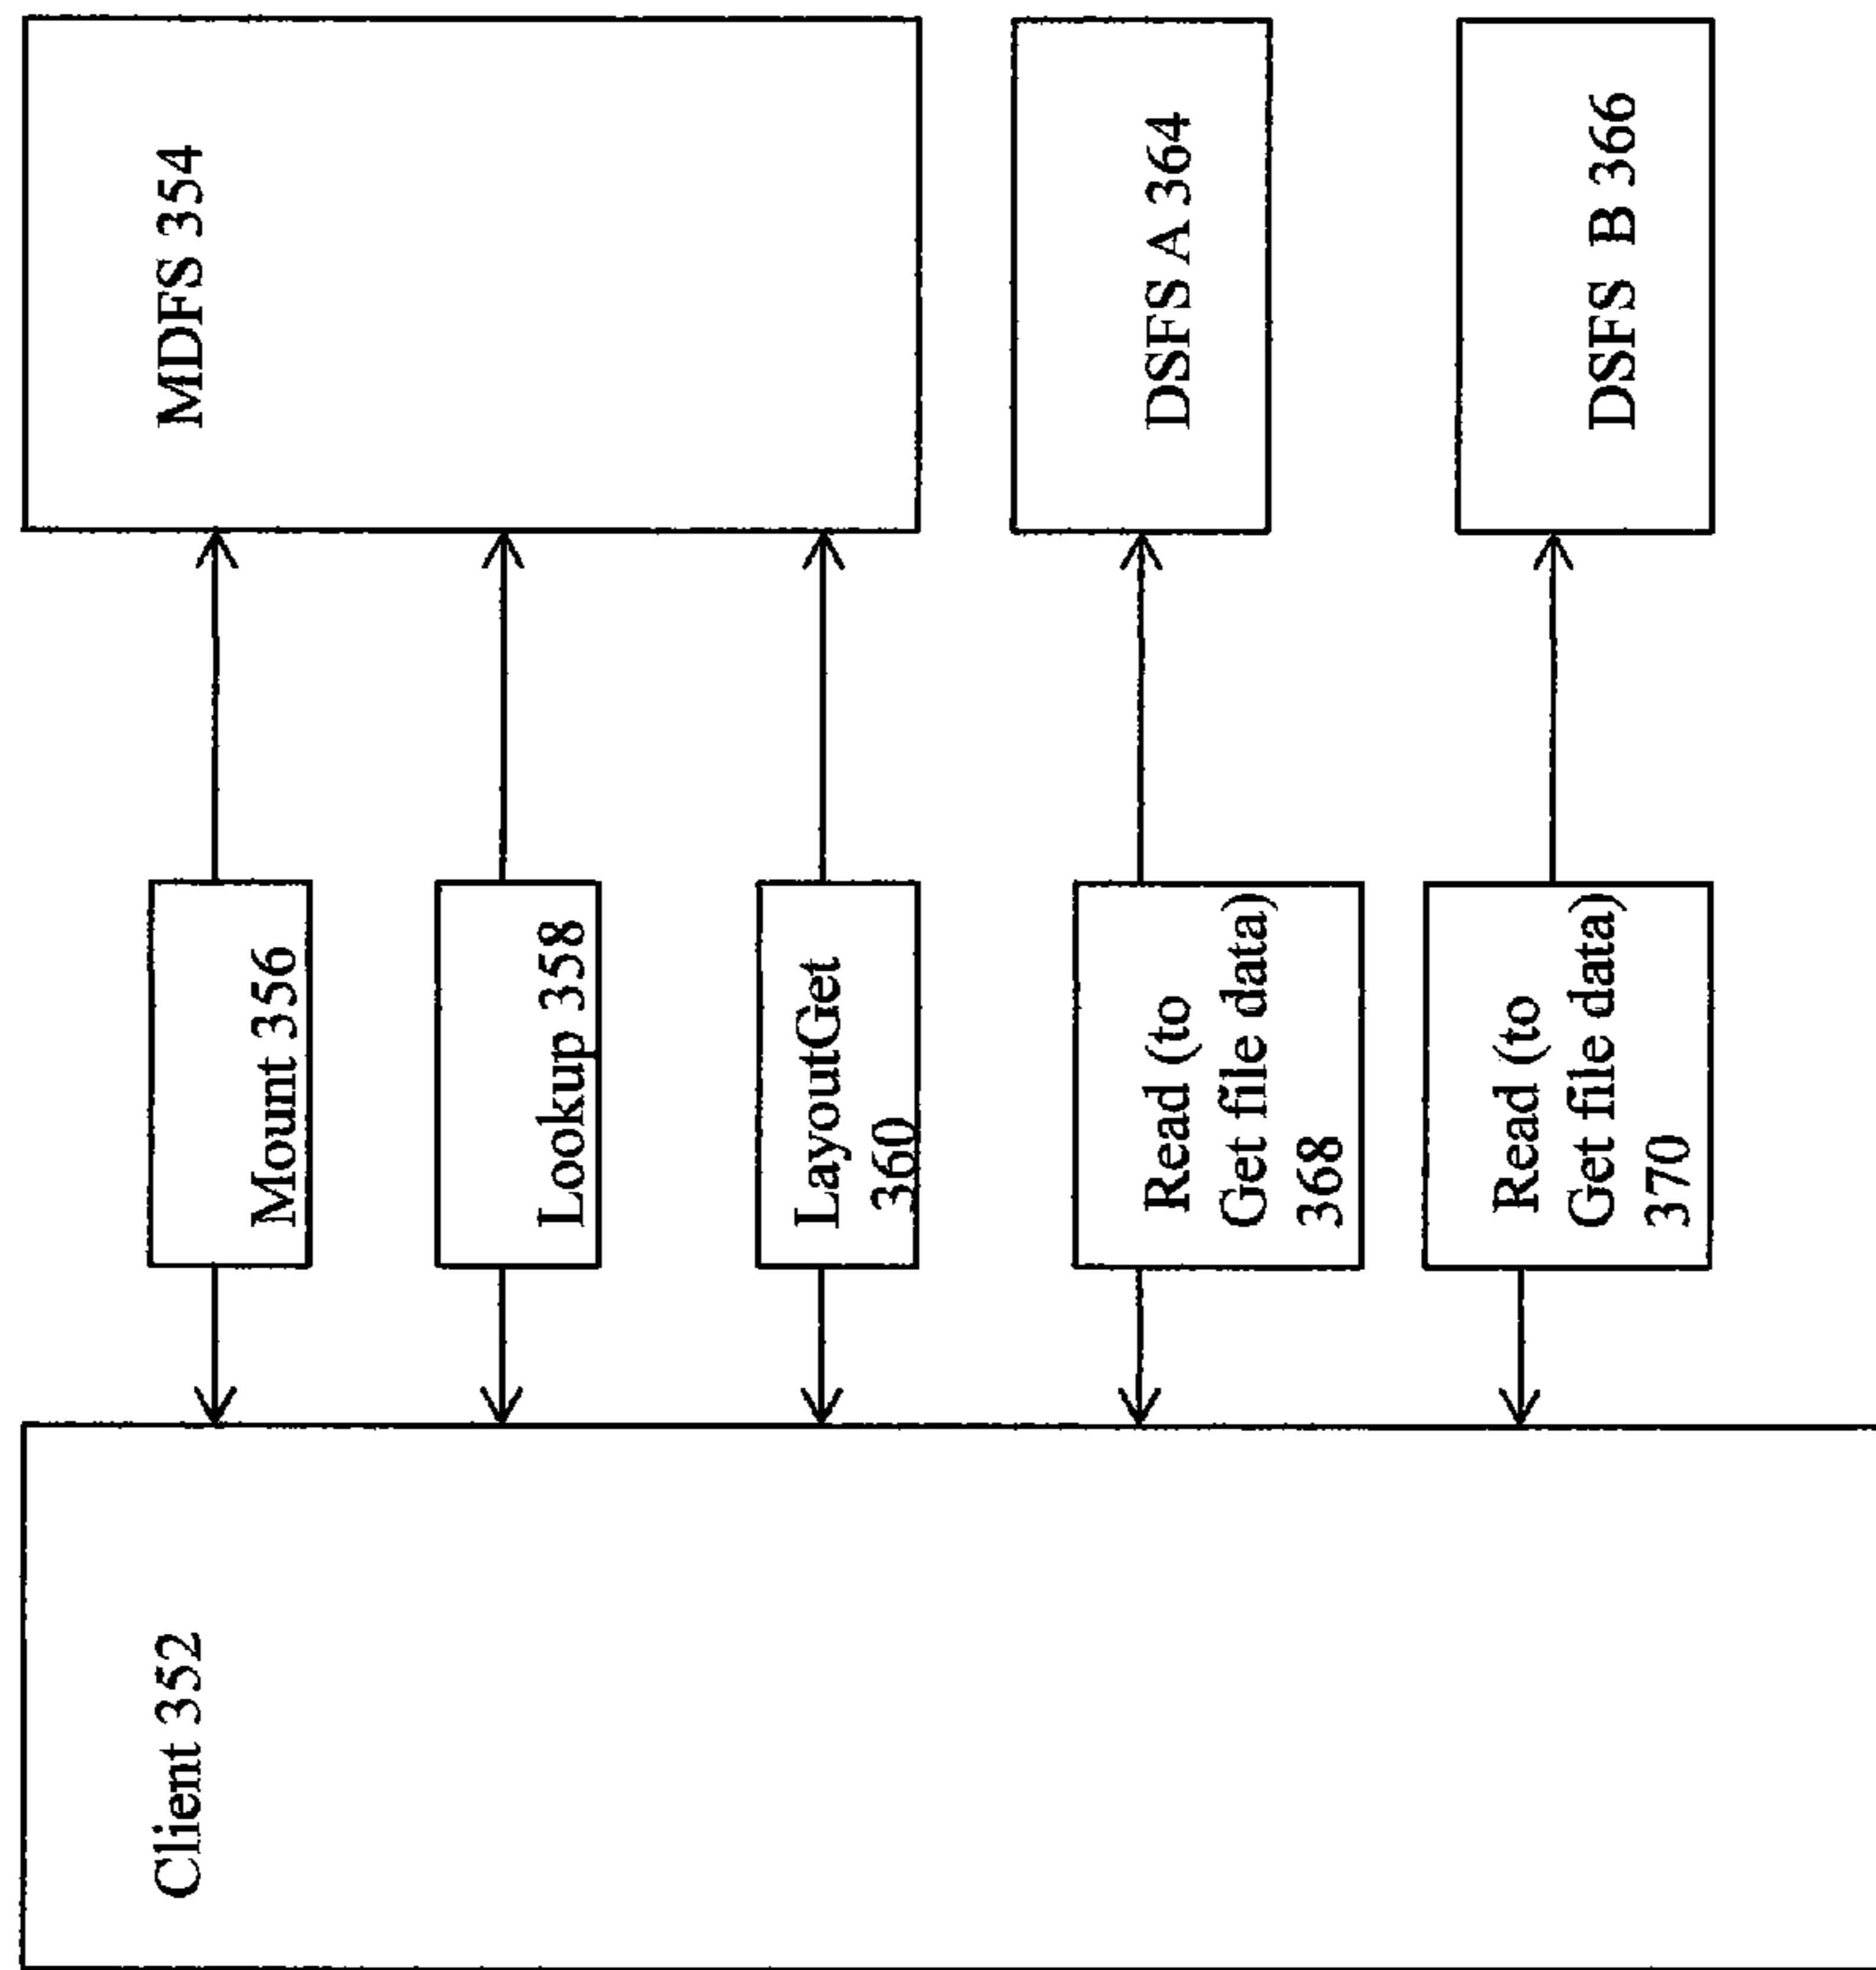 Client 352
Mount 356
MDFS 354
Lookup 358
LayoutGet
360
Read (to
Get file data)
368
DSFS A 364
Read (to
Get file data)
370
DSFS B 366